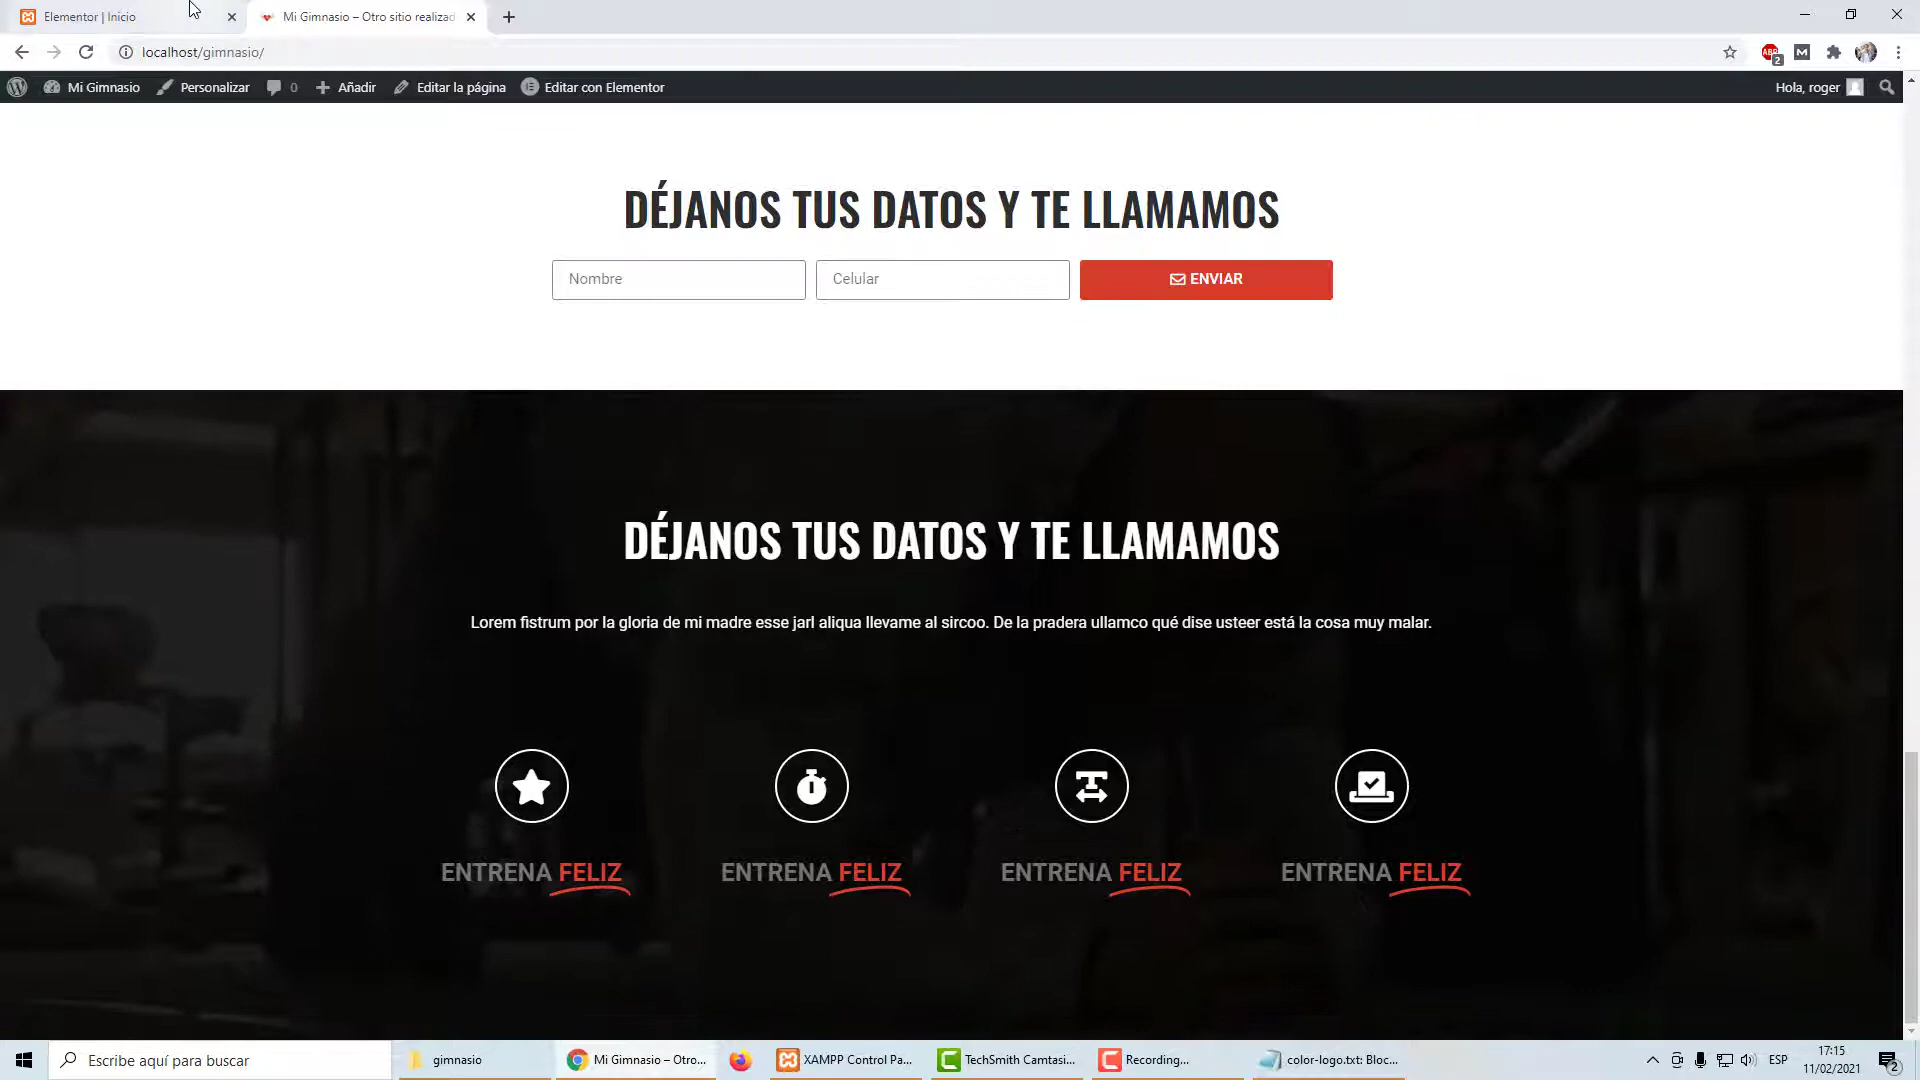 Elementor | Inicio
Mi Gimnasio – Otro sitio realizad
localhost/gimnasio/
ABP
2
M
Mi Gimnasio
Personalizar
0
Añadir
Editar la página
Editar con Elementor
Hola, roger
DÉJANOS TUS DATOS Y TE LLAMAMOS
Nombre
Celular
ENVIAR
DÉJANOS TUS DATOS Y TE LLAMAMOS
Lorem fistrum por la gloria de mi madre esse jarl aliqua llevame al sircoo. De la pradera ullamco qué dise usteer está la cosa muy malar.
ENTRENA FELIZ
ENTRENA FELIZ
ENTRENA FELIZ
ENTRENA FELIZ
Escribe aquí para buscar
gimnasio
Mi Gimnasio – Otro...
XAMPP Control Pa...
TechSmith Camtasi...
Recording...
color-logo.txt: Bloc...
ESP
17:15
11/02/2021
2